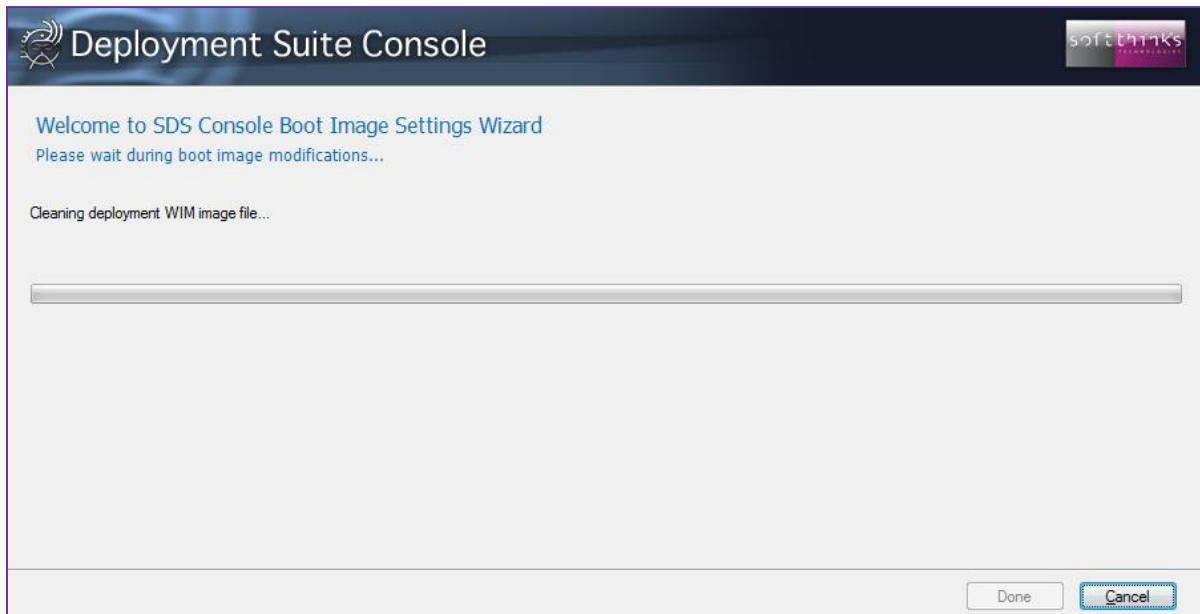 Deployment Suite Console
softthinks
TECHNOLOGIES
Welcome to SDS Console Boot Image Settings Wizard
Please wait during boot image modifications...
Cleaning deployment WIM image file...
Done
Cancel